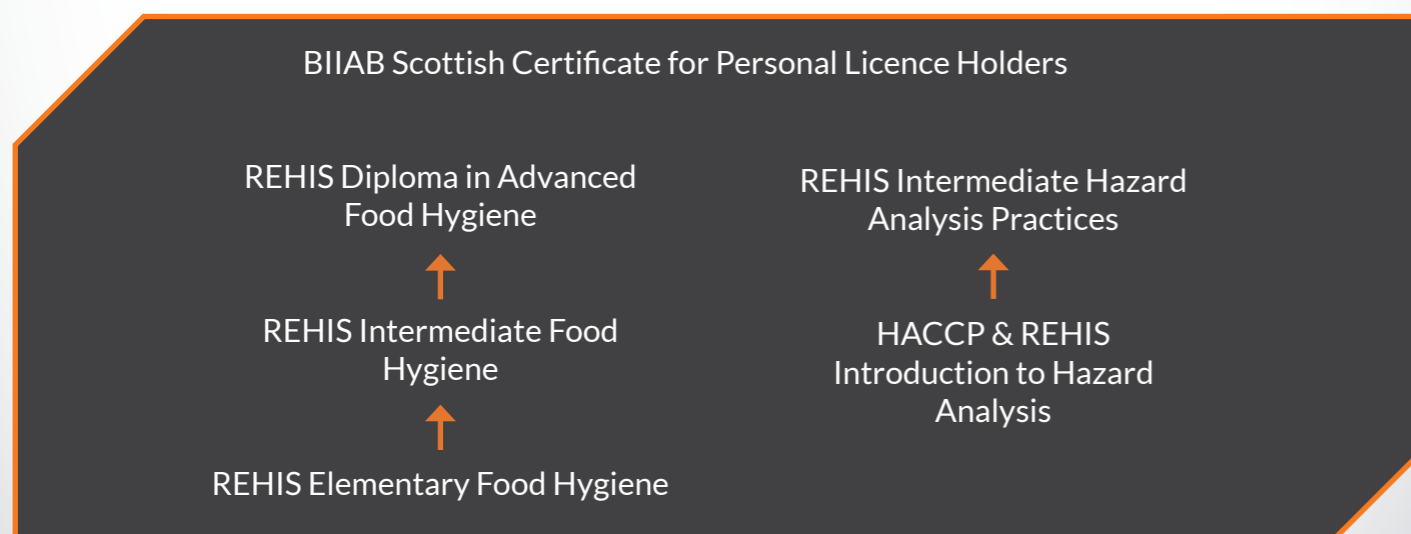 BIIAB Scottish Certificate for Personal Licence Holders
REHIS Diploma in Advanced
Food Hygiene
REHIS Intermediate Food
Hygiene
REHIS Elementary Food Hygiene
REHIS Intermediate Hazard
Analysis Practices
HACCP & REHIS
Introduction to Hazard
Analysis